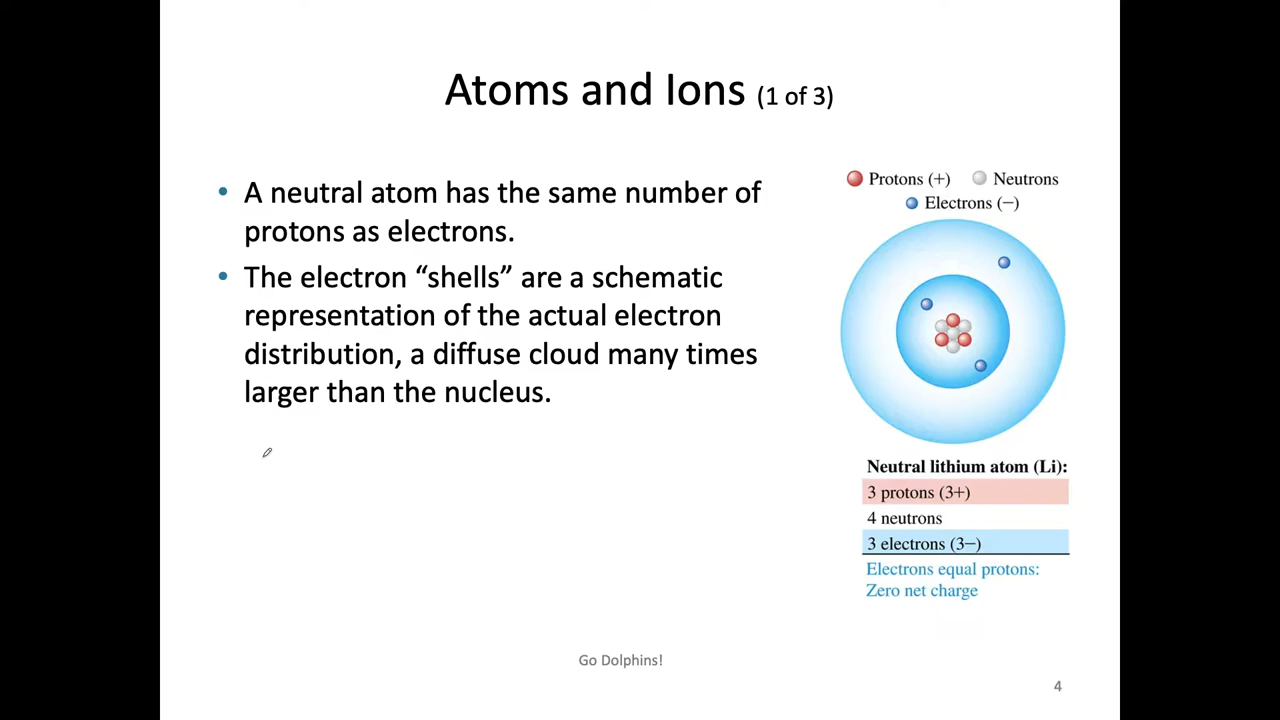 Atoms and Ions (1 of 3)
• A neutral atom has the same number of
protons as electrons.
• The electron “shells” are a schematic
representation of the actual electron
distribution, a diffuse cloud many times
larger than the nucleus.
Protons (+) Neutrons
Electrons (−)
Neutral lithium atom (Li):
3 protons (3+)
4 neutrons
3 electrons (3−)
Electrons equal protons:
Zero net charge
Go Dolphins!
4